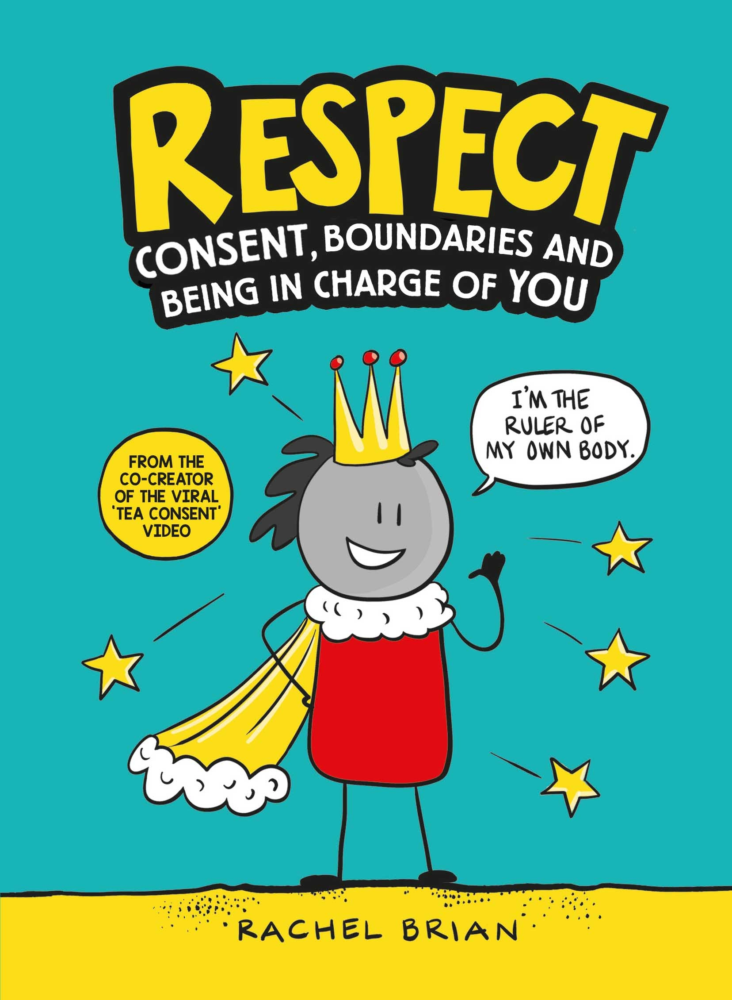 RESPECT
CONSENT, BOUNDARIES AND
BEING IN CHARGE OF YOU
I'M THE
RULER OF
MY OWN BODY.
FROM THE
CO-CREATOR
OF THE VIRAL
'TEA CONSENT'
VIDEO
RACHEL BRIAN